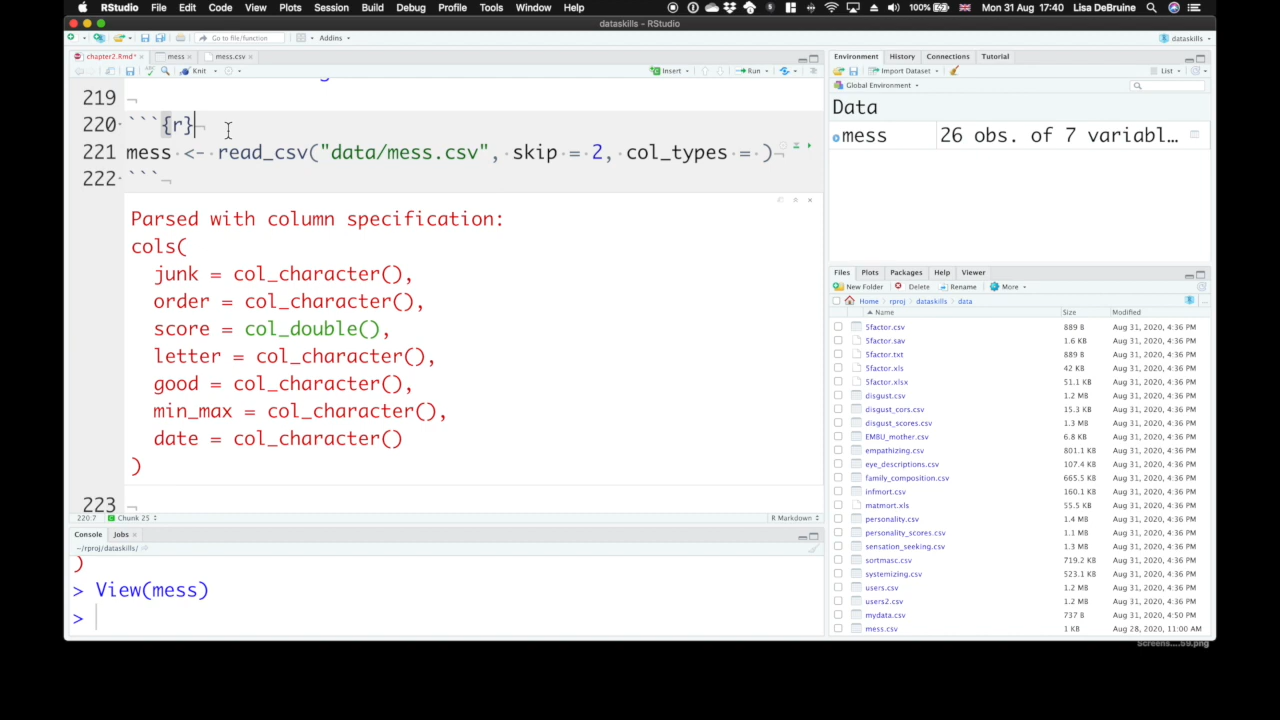 RStudio File Edit Code View Plots Session Build Debug Profile Tools Window Help 100% Mon 31 Aug 17:40 Lisa DeBruine
dataskills — RStudio
Go to file/function Addins dataskills
chapter2.Rmd* mess mess.csv
Knit Insert Run
219
220 ```{r}
221 mess <- read_csv("data/mess.csv", skip = 2, col_types = )
222 ```
Parsed with column specification:
cols(
junk = col_character(),
order = col_character(),
score = col_double(),
letter = col_character(),
good = col_character(),
min_max = col_character(),
date = col_character()
)
223
220:7 Chunk 25 R Markdown
Console Jobs
~/rproj/dataskills/
)
> View(mess)
>
Environment History Connections Tutorial
Import Dataset List
Global Environment
Data
mess 26 obs. of 7 variabl…
Files Plots Packages Help Viewer
New Folder Delete Rename More
Home rproj dataskills data
Name Size Modified
5factor.csv 889 B Aug 31, 2020, 4:36 PM
5factor.sav 1.6 KB Aug 31, 2020, 4:36 PM
5factor.txt 889 B Aug 31, 2020, 4:36 PM
5factor.xls 42 KB Aug 31, 2020, 4:36 PM
5factor.xlsx 51.1 KB Aug 31, 2020, 4:36 PM
disgust.csv 1.2 MB Aug 31, 2020, 4:36 PM
disgust_cors.csv 15.3 KB Aug 31, 2020, 4:36 PM
disgust_scores.csv 1.3 MB Aug 31, 2020, 4:36 PM
EMBU_mother.csv 6.8 KB Aug 31, 2020, 4:36 PM
empathizing.csv 801.1 KB Aug 31, 2020, 4:36 PM
eye_descriptions.csv 107.4 KB Aug 31, 2020, 4:36 PM
family_composition.csv 665.5 KB Aug 31, 2020, 4:36 PM
infmort.csv 160.1 KB Aug 31, 2020, 4:36 PM
matmort.xls 55.5 KB Aug 31, 2020, 4:36 PM
personality.csv 1.4 MB Aug 31, 2020, 4:36 PM
personality_scores.csv 1.1 MB Aug 31, 2020, 4:36 PM
sensation_seeking.csv 1.3 MB Aug 31, 2020, 4:36 PM
sortmasc.csv 719.2 KB Aug 31, 2020, 4:36 PM
systemizing.csv 523.1 KB Aug 31, 2020, 4:36 PM
users.csv 1.2 MB Aug 31, 2020, 4:36 PM
users2.csv 1.2 MB Aug 31, 2020, 4:36 PM
mydata.csv 737 B Aug 31, 2020, 4:50 PM
mess.csv 1 KB Aug 28, 2020, 11:00 AM
Screens....59.png